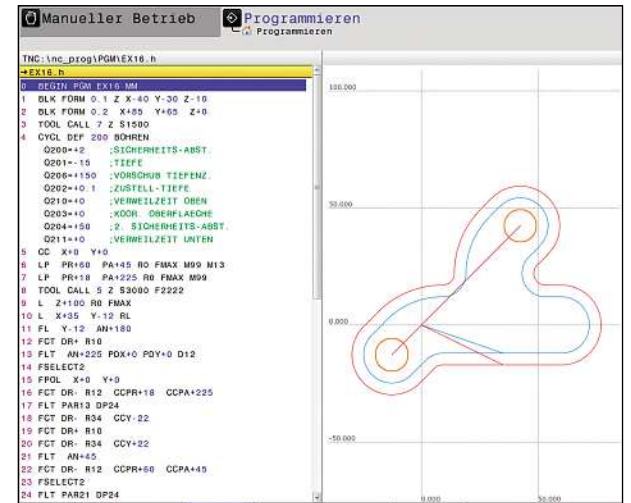 Manueller Betrieb
Programmieren
Programmieren
TNC:\nc_prog\PGM\EX16.h
→EX16.h
0 BEGIN PGM EX16 MM
1 BLK FORM 0.1 Z X-40 Y-30 Z-10
2 BLK FORM 0.2 X+85 Y+65 Z+0
3 TOOL CALL 7 Z S1500
4 CYCL DEF 200 BOHREN
Q200=+2 ;SICHERHEITS-ABST.
Q201=-15 ;TIEFE
Q206=+150 ;VORSCHUB TIEFENZ.
Q202=+0.1 ;ZUSTELL-TIEFE
Q210=+0 ;VERWEILZEIT OBEN
Q203=+0 ;KOOR. OBERFLAECHE
Q204=+50 ;2. SICHERHEITS-ABST.
Q211=+0 ;VERWEILZEIT UNTEN
5 CC X+0 Y+0
6 LP PR+60 PA+45 R0 FMAX M99 M13
7 LP PR+18 PA+225 R0 FMAX M99
8 TOOL CALL 5 Z S3000 F2222
9 L Z+100 R0 FMAX
10 L X+35 Y-12 RL
11 FL Y-12 AN+180
12 FCT DR+ R10
13 FLT AN+225 PDX+0 PDY+0 D12
14 FSELECT2
15 FPOL X+0 Y+0
16 FCT DR- R12 CCPR+18 CCPA+225
17 FLT PAR13 DP24
18 FCT DR- R34 CCY-22
19 FCT DR+ R10
20 FCT DR- R34 CCY+22
21 FLT AN+45
22 FCT DR- R12 CCPR+60 CCPA+45
23 FSELECT2
24 FLT PAR21 DP24
100.000
50.000
0.000
-50.000
0.000
50.000